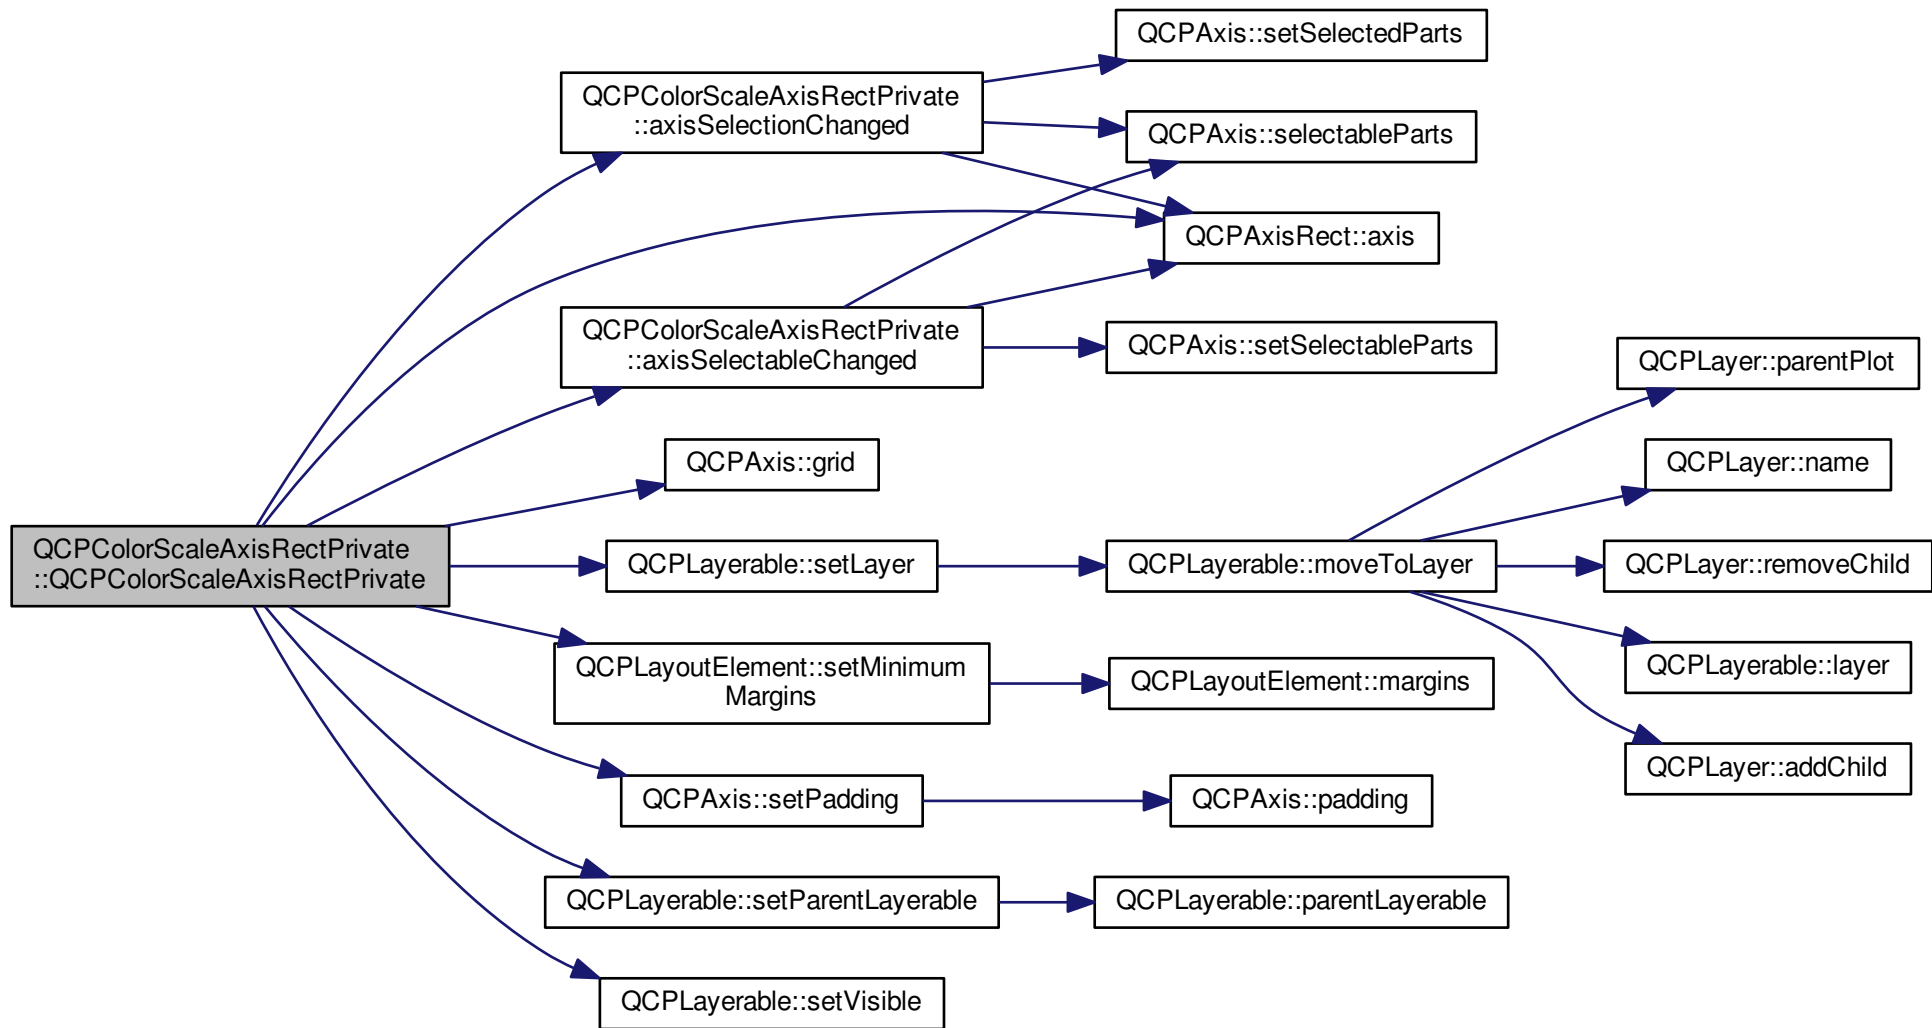 QCPColorScaleAxisRectPrivate
::QCPColorScaleAxisRectPrivate
QCPColorScaleAxisRectPrivate
::axisSelectionChanged
QCPColorScaleAxisRectPrivate
::axisSelectableChanged
QCPAxis::grid
QCPLayerable::setLayer
QCPLayoutElement::setMinimum
Margins
QCPAxis::setPadding
QCPLayerable::setParentLayerable
QCPLayerable::setVisible
QCPAxis::setSelectedParts
QCPAxis::selectableParts
QCPAxisRect::axis
QCPAxis::setSelectableParts
QCPLayerable::moveToLayer
QCPLayoutElement::margins
QCPAxis::padding
QCPLayerable::parentLayerable
QCPLayer::parentPlot
QCPLayer::name
QCPLayer::removeChild
QCPLayerable::layer
QCPLayer::addChild